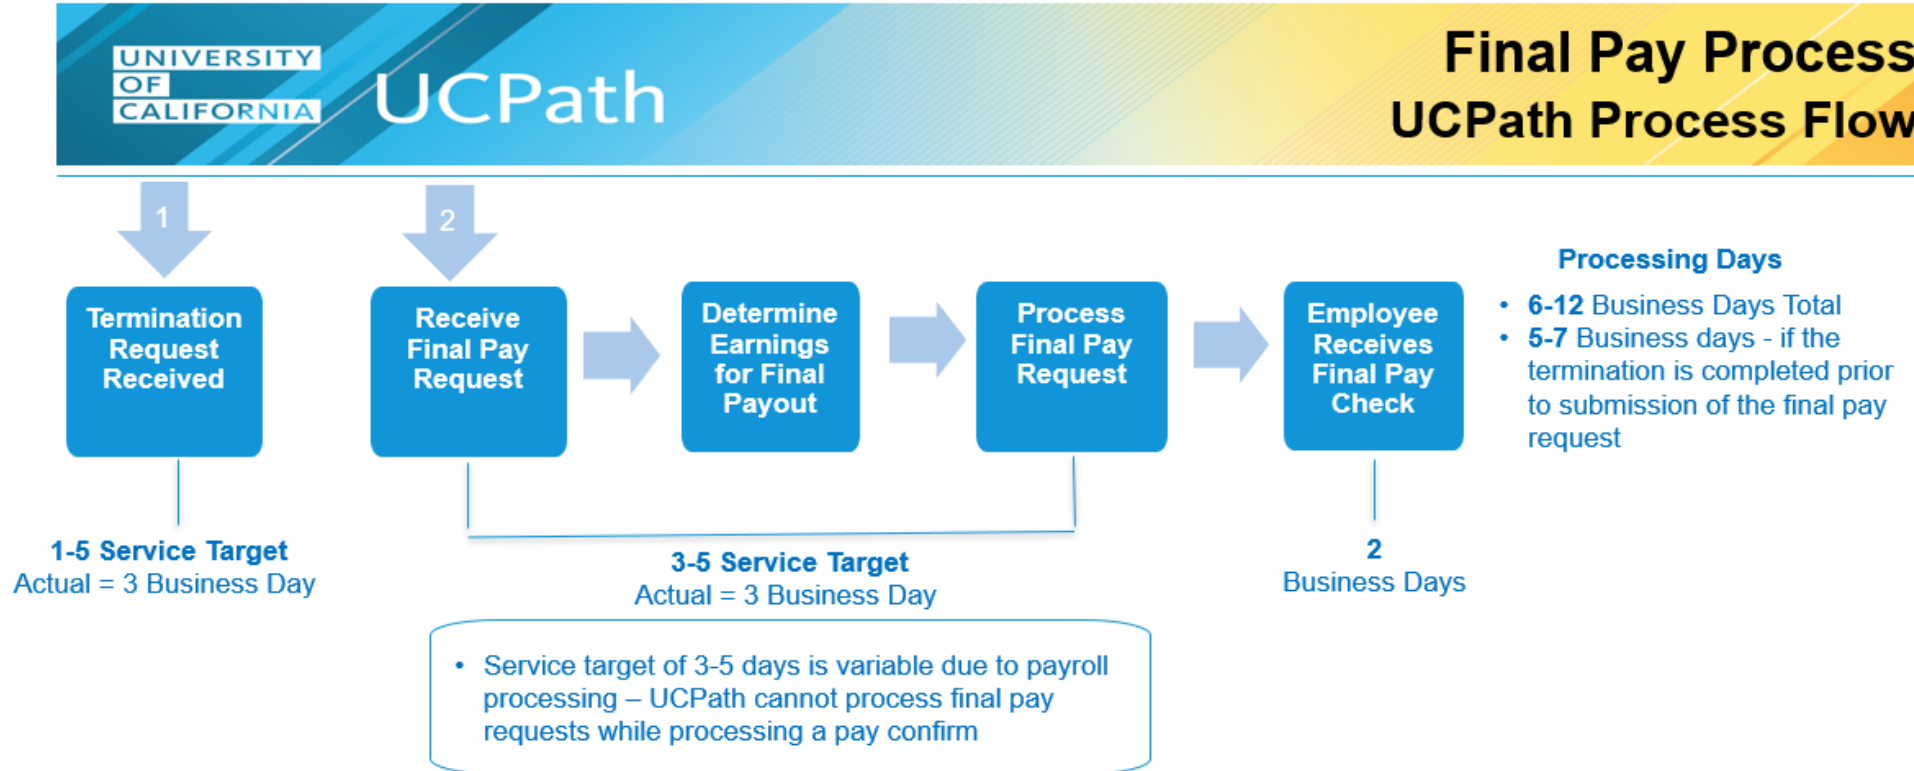 UNIVERSITY
OF
CALIFORNIA
UCPath
Final Pay Process
UCPath Process Flow
1
2
Termination
Request
Received
Receive
Final Pay
Request
Determine
Earnings
for Final
Payout
Process
Final Pay
Request
Employee
Receives
Final Pay
Check
Processing Days
• 6-12 Business Days Total
• 5-7 Business days - if the
termination is completed prior
to submission of the final pay
request
1-5 Service Target
Actual = 3 Business Day
3-5 Service Target
Actual = 3 Business Day
2
Business Days
• Service target of 3-5 days is variable due to payroll
processing – UCPath cannot process final pay
requests while processing a pay confirm